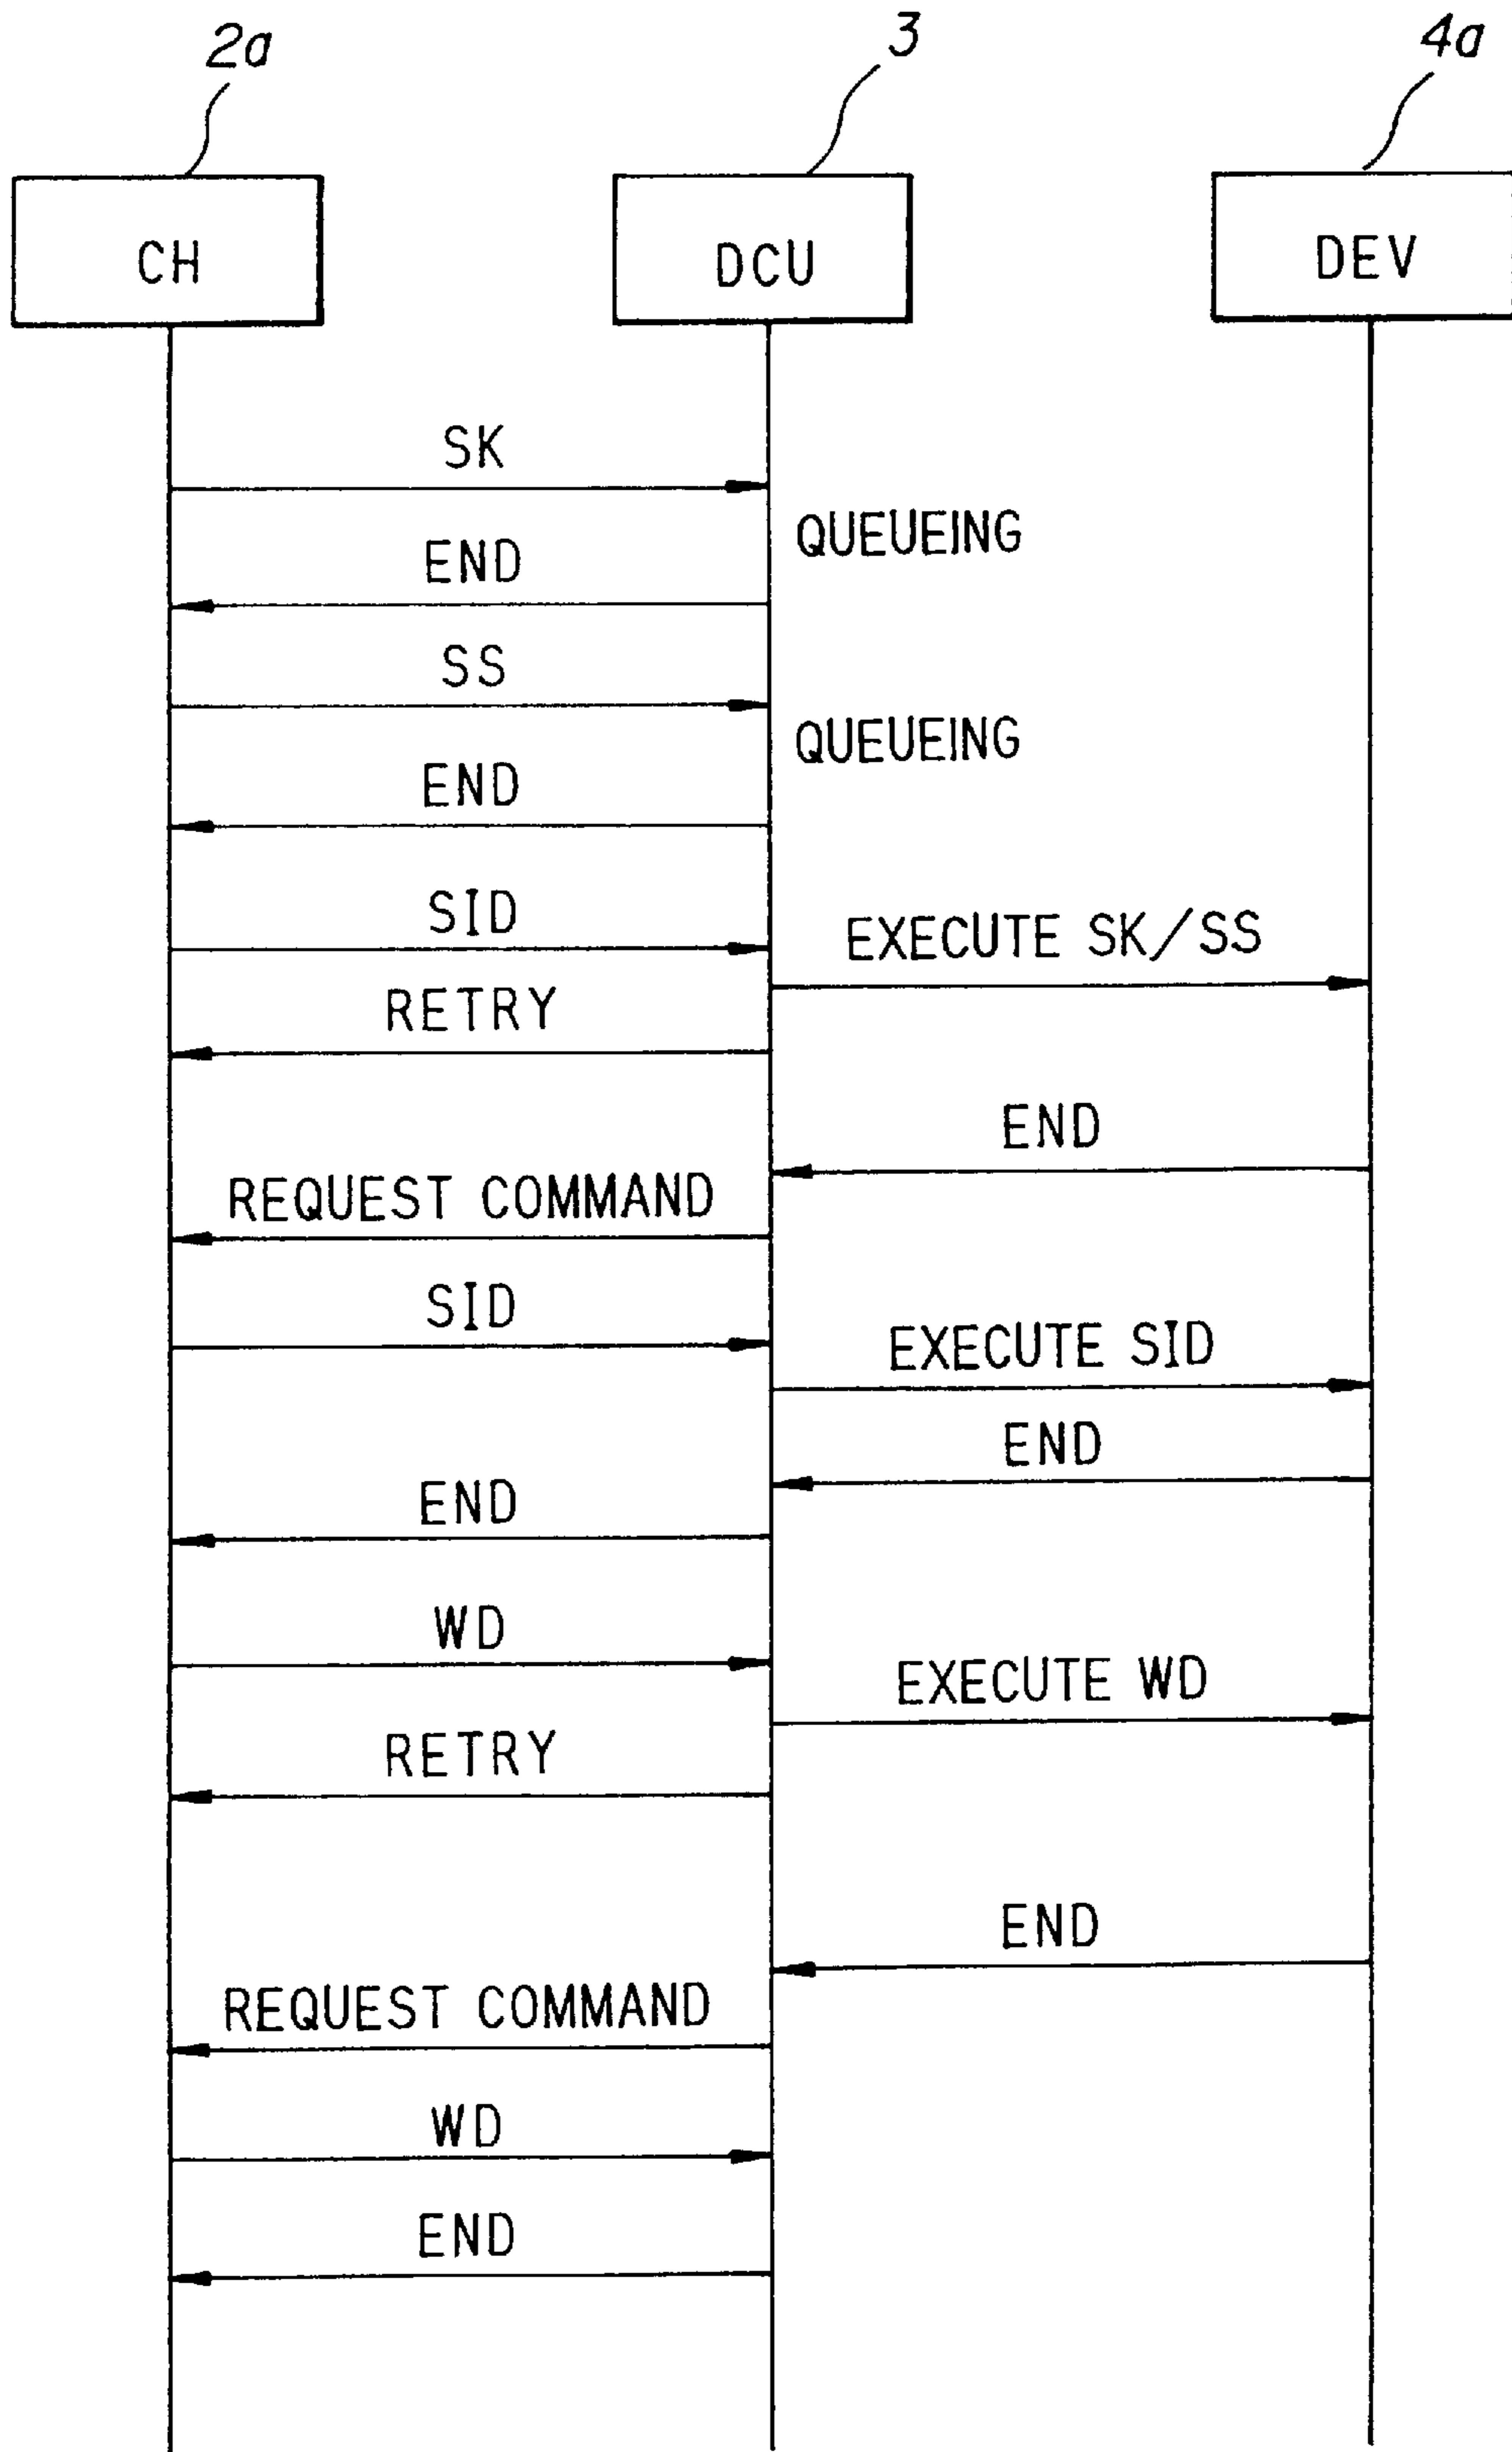 2a
3
4a
CH
DCU
DEV
SK
QUEUEING
END
SS
QUEUEING
END
SID
EXECUTE SK/SS
RETRY
END
REQUEST COMMAND
SID
EXECUTE SID
END
END
WD
EXECUTE WD
RETRY
END
REQUEST COMMAND
WD
END